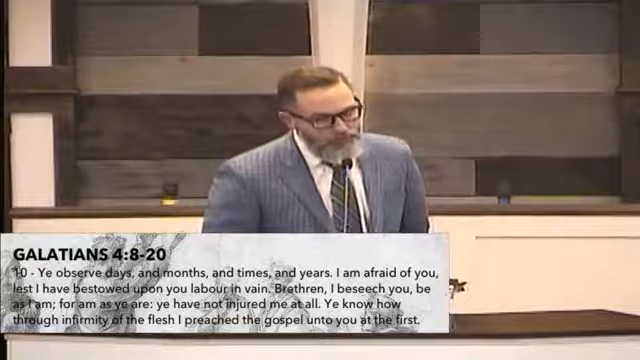 GALATIANS 4:8-20
10 - Ye observe days, and months, and times, and years. I am afraid of you,
lest I have bestowed upon you labour in vain. Brethren, I beseech you, be
as I am; for am as ye are: ye have not injured me at all. Ye know how
through infirmity of the flesh I preached the gospel unto you at the first.